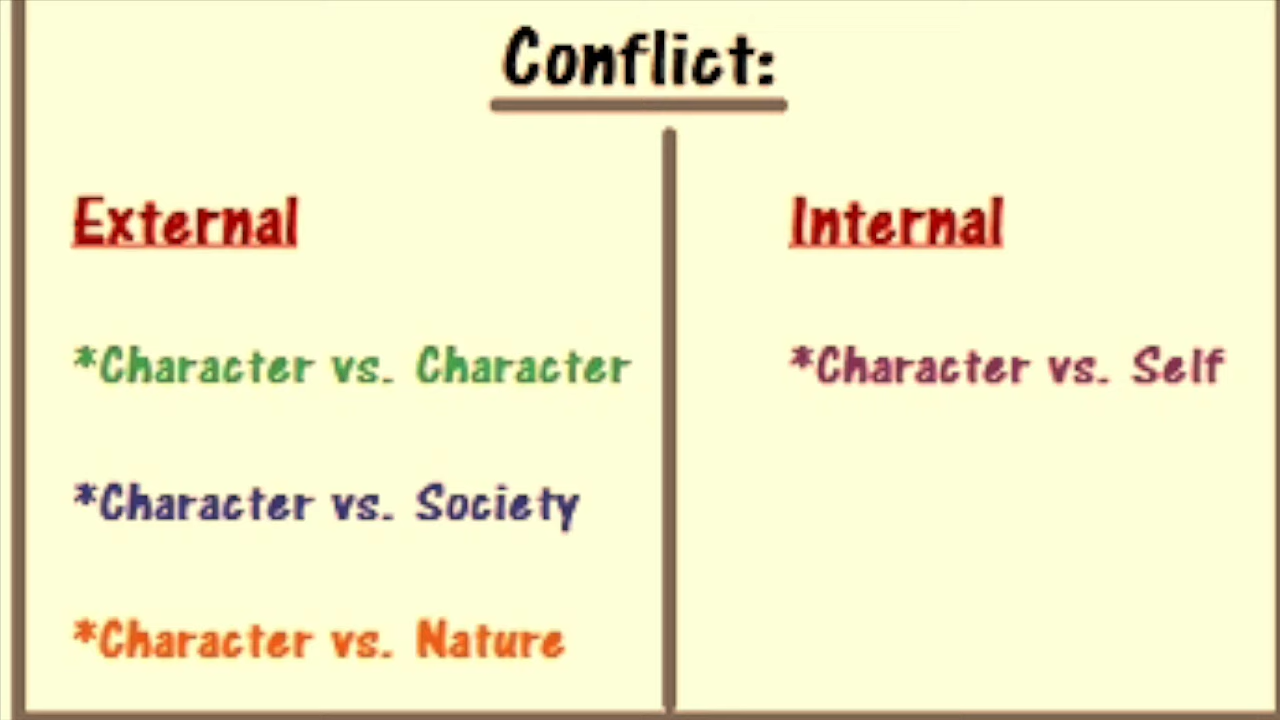 Conflict:
External
*Character vs. Character
*Character vs. Society
*Character vs. Nature
Internal
*Character vs. Self